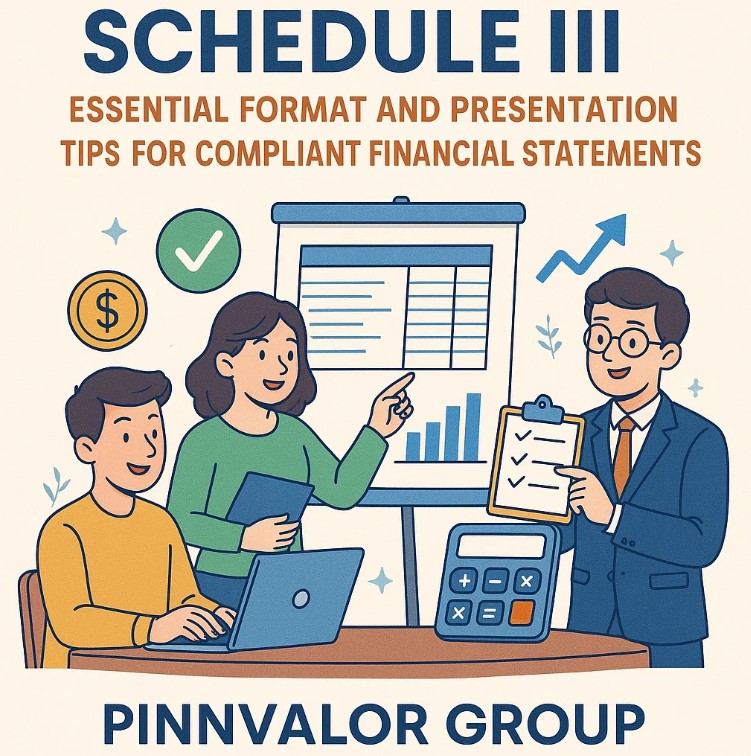 SCHEDULE III
ESSENTIAL FORMAT AND PRESENTATION
TIPS FOR COMPLIANT FINANCIAL STATEMENTS
$
+ − ×
× =
PINNVALOR GROUP